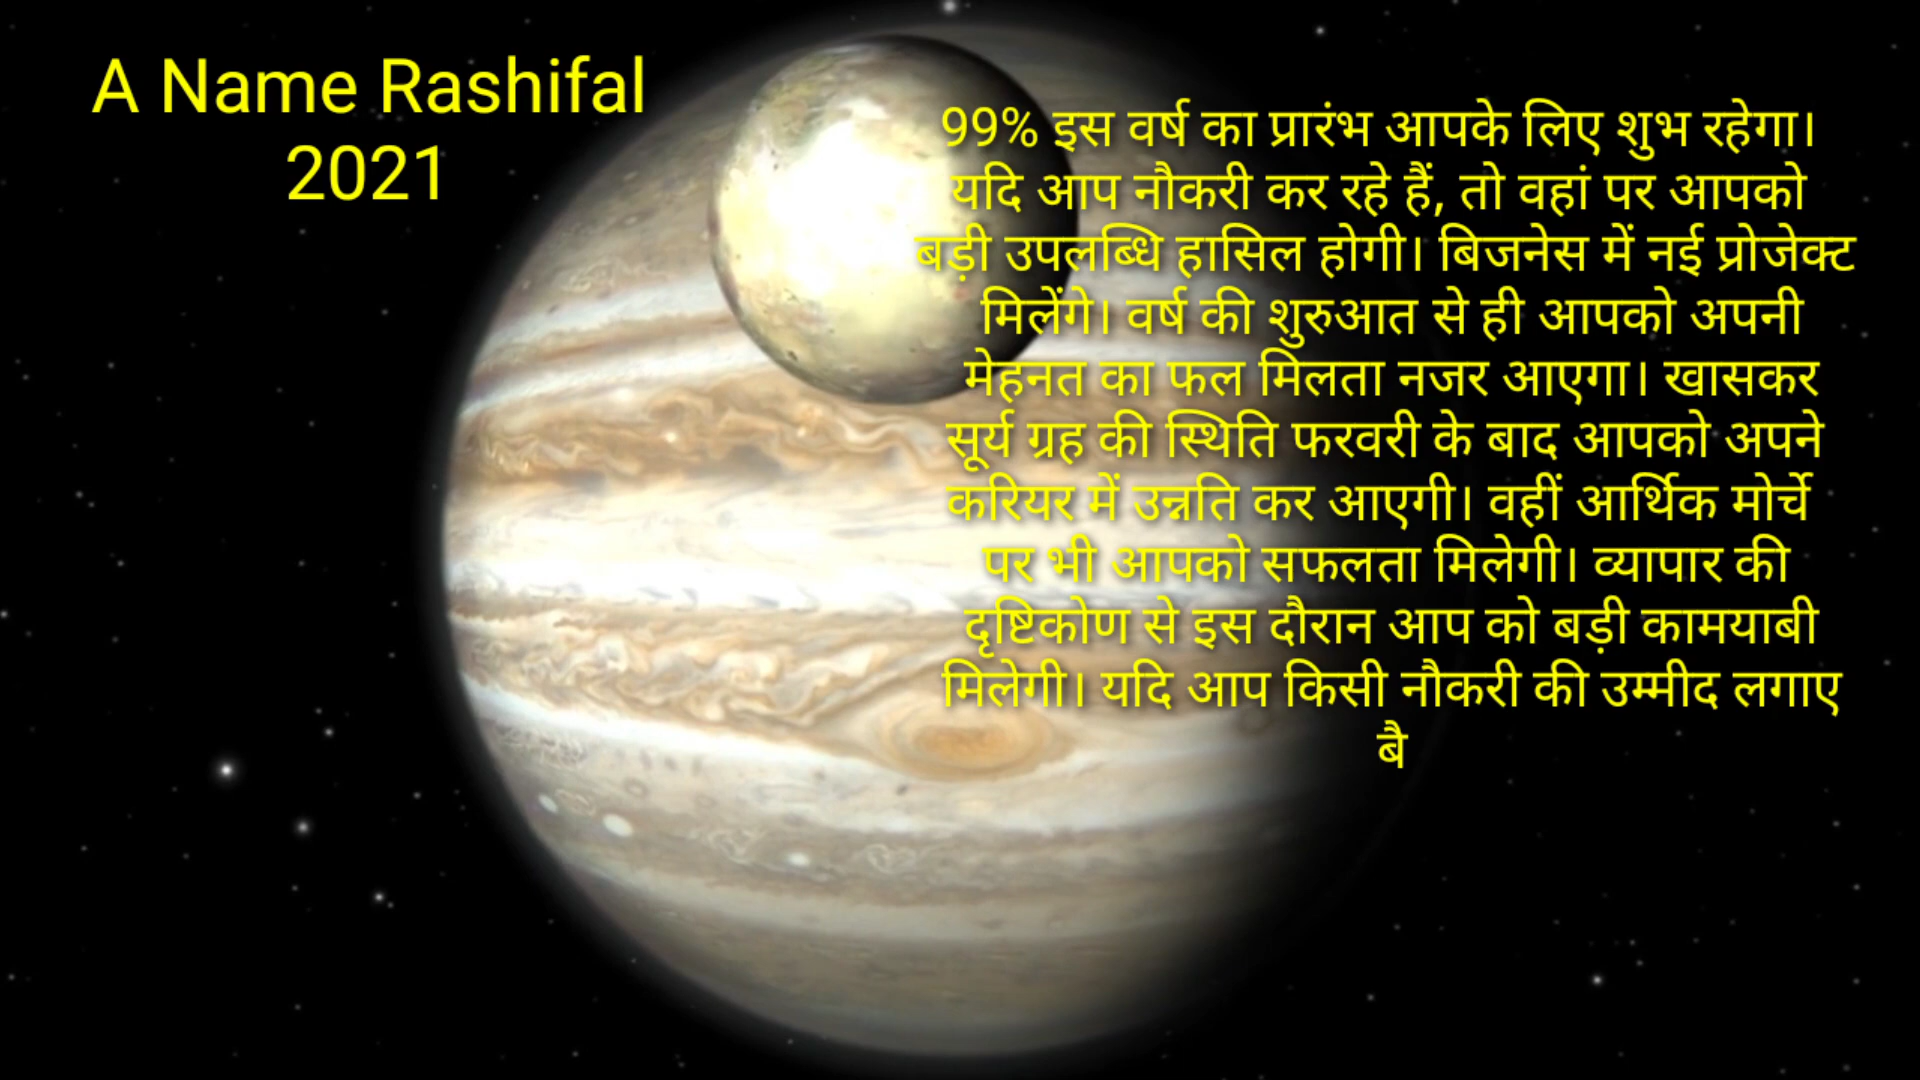 A Name Rashifal
2021
99% इस वर्ष का प्रारंभ आपके लिए शुभ रहेगा।
यदि आप नौकरी कर रहे हैं, तो वहां पर आपको
बड़ी उपलब्धि हासिल होगी। बिजनेस में नई प्रोजेक्ट
मिलेंगे। वर्ष की शुरुआत से ही आपको अपनी
मेहनत का फल मिलता नजर आएगा। खासकर
सूर्य ग्रह की स्थिति फरवरी के बाद आपको अपने
करियर में उन्नति कर आएगी। वहीं आर्थिक मोर्चे
पर भी आपको सफलता मिलेगी। व्यापार की
दृष्टिकोण से इस दौरान आप को बड़ी कामयाबी
मिलेगी। यदि आप किसी नौकरी की उम्मीद लगाए
बै